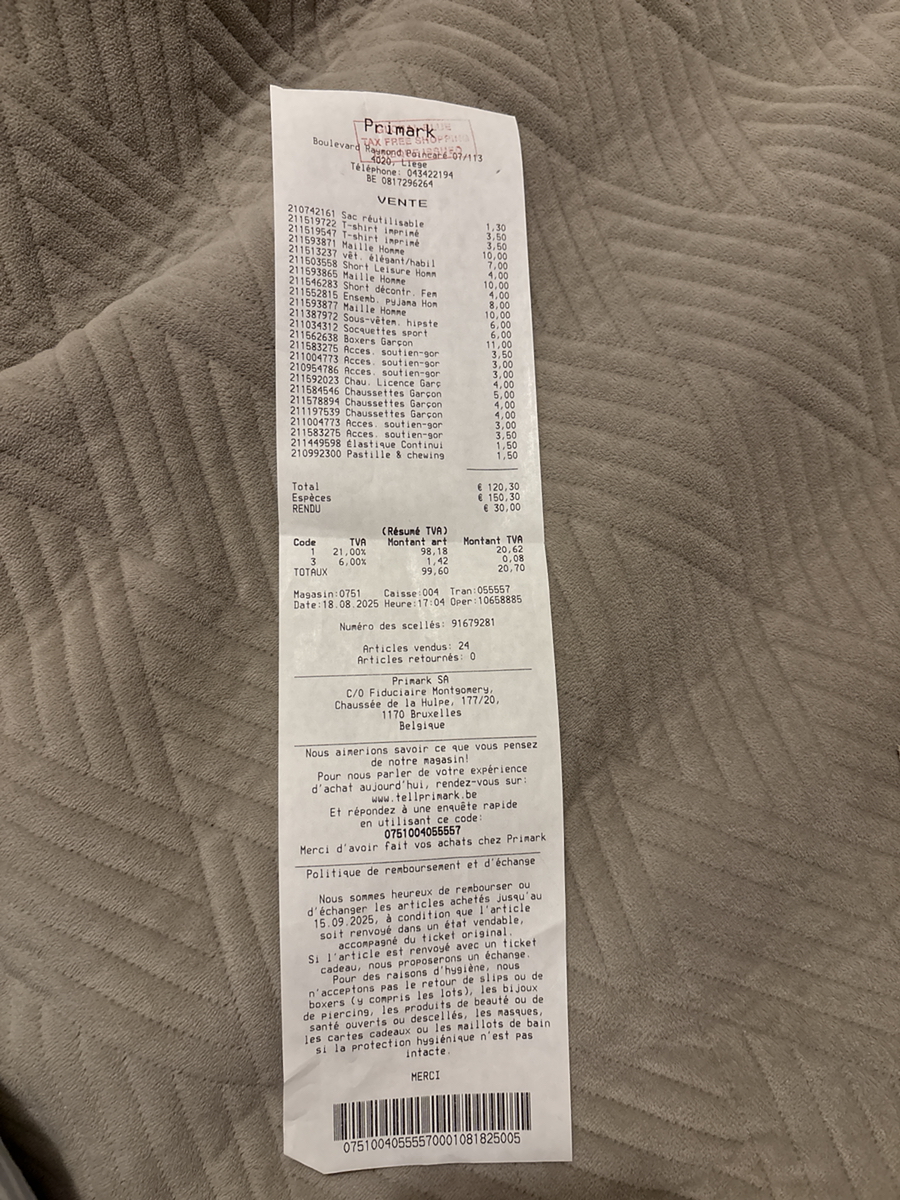 Primark
TAX FREE SHOPPING
Boulevard Raymond Poincaré 07/113
4020, Liege
Téléphone: 043422194
BE 0817296264
VENTE
210742161 Sac réutilisable 1,30
211519722 T-shirt imprimé 3,50
211519547 T-shirt imprimé 3,50
211593871 Maille Homme 10,00
211513237 vêt. élégant/habil 7,00
211503558 Short Leisure Homm 4,00
211593865 Maille Homme 10,00
211546283 Short décontr. Fem 4,00
211552815 Ensemb. pyjama Hom 8,00
211593877 Maille Homme 10,00
211387972 Sous-vêtem. hipste 6,00
211034312 Socquettes sport 6,00
211562638 Boxers Garçon 11,00
211583275 Acces. soutien-gor 3,50
211004773 Acces. soutien-gor 3,00
210954786 Acces. soutien-gor 3,00
211592023 Chau. Licence Garç 4,00
211584546 Chaussettes Garçon 5,00
211578894 Chaussettes Garçon 4,00
211197539 Chaussettes Garçon 4,00
211004773 Acces. soutien-gor 3,00
211583275 Acces. soutien-gor 3,50
211449598 Élastique Continui 1,50
210992300 Pastille & chewing 1,50
Total € 120,30
Espèces € 150,30
RENDU € 30,00
(Résumé TVA)
Code TVA Montant art Montant TVA
1 21,00% 98,18 20,62
3 6,00% 1,42 0,08
TOTAUX 99,60 20,70
Magasin:0751 Caisse:004 Tran:055557
Date:18.08.2025 Heure:17:04 Oper:10658885
Numéro des scellés: 91679281
Articles vendus: 24
Articles retournés: 0
Primark SA
C/O Fiduciaire Montgomery,
Chaussée de la Hulpe, 177/20,
1170 Bruxelles
Belgique
Nous aimerions savoir ce que vous pensez
de notre magasin!
Pour nous parler de votre expérience
d'achat aujourd'hui, rendez-vous sur:
www.tellprimark.be
Et répondez à une enquête rapide
en utilisant ce code:
0751004055557
Merci d'avoir fait vos achats chez Primark
Politique de remboursement et d'échange
Nous sommes heureux de rembourser ou
d'échanger les articles achetés jusqu'au
15.09.2025, à condition que l'article
soit renvoyé dans un état vendable,
accompagné du ticket original.
Si l'article est renvoyé avec un ticket
cadeau, nous proposerons un échange.
Pour des raisons d'hygiène, nous
n'acceptons pas le retour de slips ou de
boxers (y compris les lots), les bijoux
de piercing, les produits de beauté ou de
santé ouverts ou descellés, les masques,
les cartes cadeaux ou les maillots de bain
si la protection hygiénique n'est pas
intacte.
MERCI
07510040555570001081825005